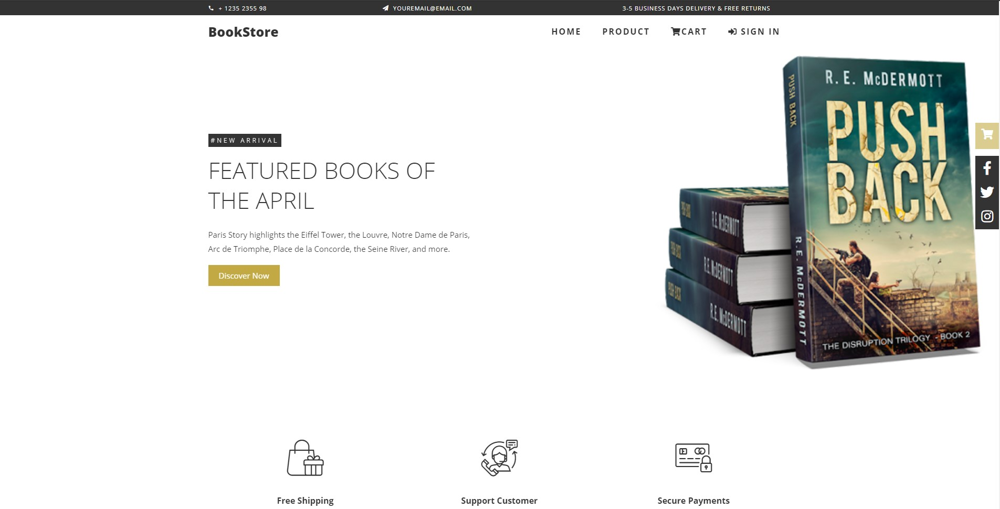 + 1235 2355 98
YOUREMAIL@EMAIL.COM
3-5 BUSINESS DAYS DELIVERY & FREE RETURNS
BookStore
HOME
PRODUCT
CART
SIGN IN
#NEW ARRIVAL
FEATURED BOOKS OF
THE APRIL
Paris Story highlights the Eiffel Tower, the Louvre, Notre Dame de Paris,
Arc de Triomphe, Place de la Concorde, the Seine River, and more.
Discover Now
R. E. McDERMOTT
PUSH
BACK
THE DISRUPTION TRILOGY - BOOK 2
PUSH BACK
R.E. McDERMOTT
PUSH BACK
R.E. McDERMOTT
PUSH BACK
R.E. McDERMOTT
PUSH BACK
R.E. McDERMOTT
Free Shipping
Support Customer
Secure Payments